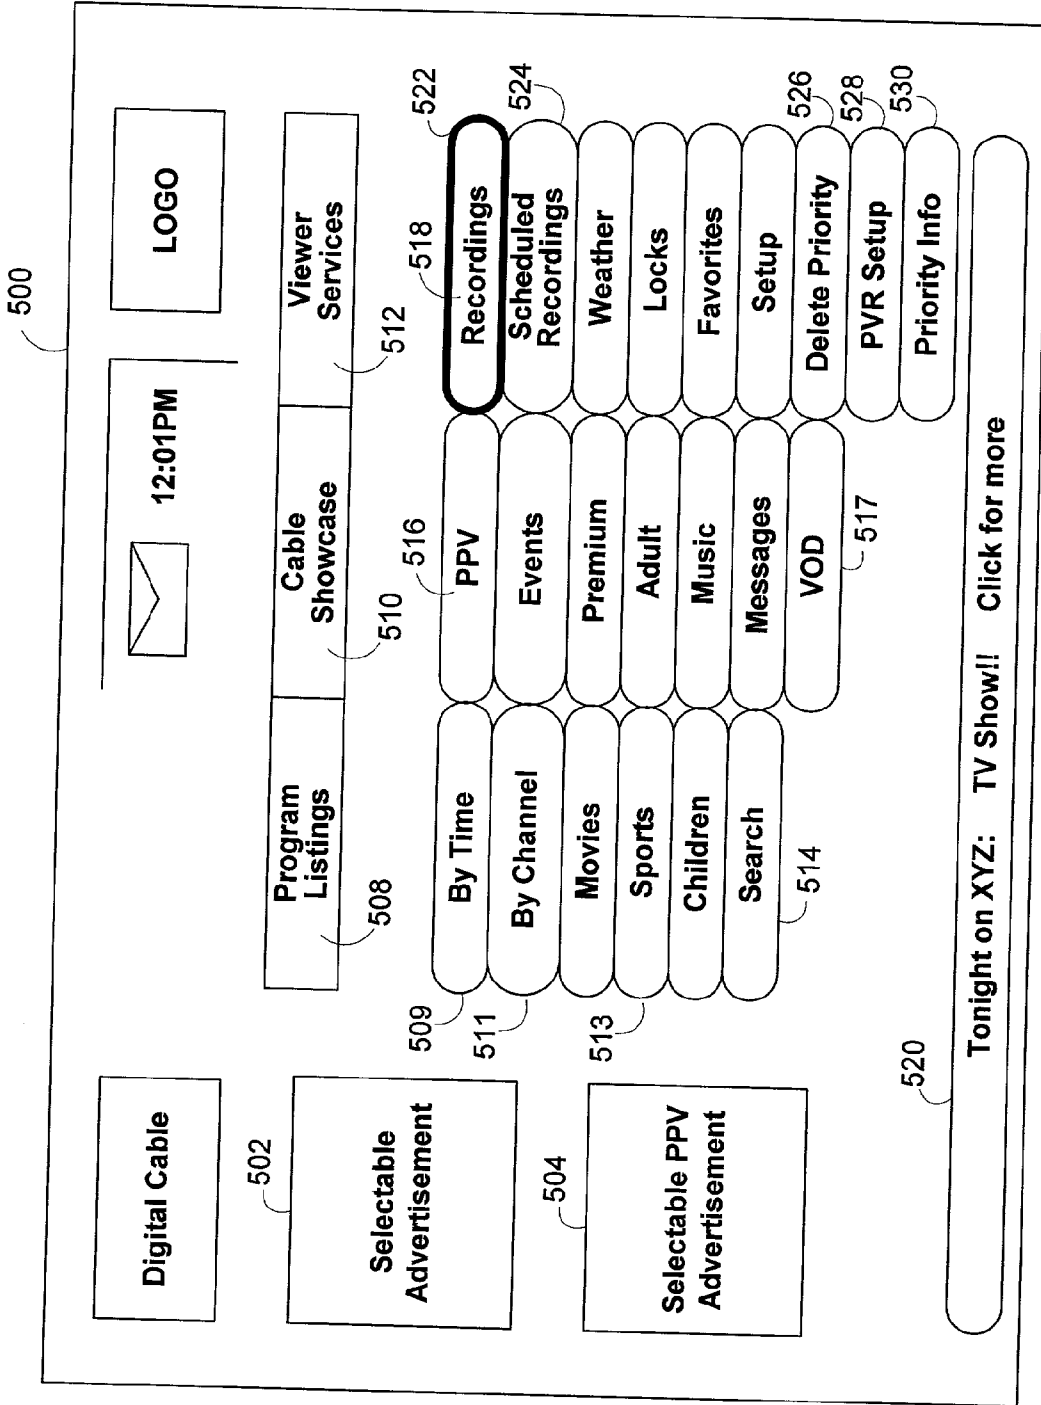 500
Digital Cable
12:01PM
LOGO
502
Selectable
Advertisement
504
Selectable PPV
Advertisement
Program
Listings
508
Cable
Showcase
510
Viewer
Services
512
509
By Time
511
By Channel
Movies
513
Sports
Children
Search
514
516
PPV
Events
Premium
Adult
Music
Messages
VOD
517
518
522
Recordings
524
Scheduled
Recordings
Weather
Locks
Favorites
Setup
526
Delete Priority
528
PVR Setup
530
Priority Info
520
Tonight on XYZ: TV Show!! Click for more